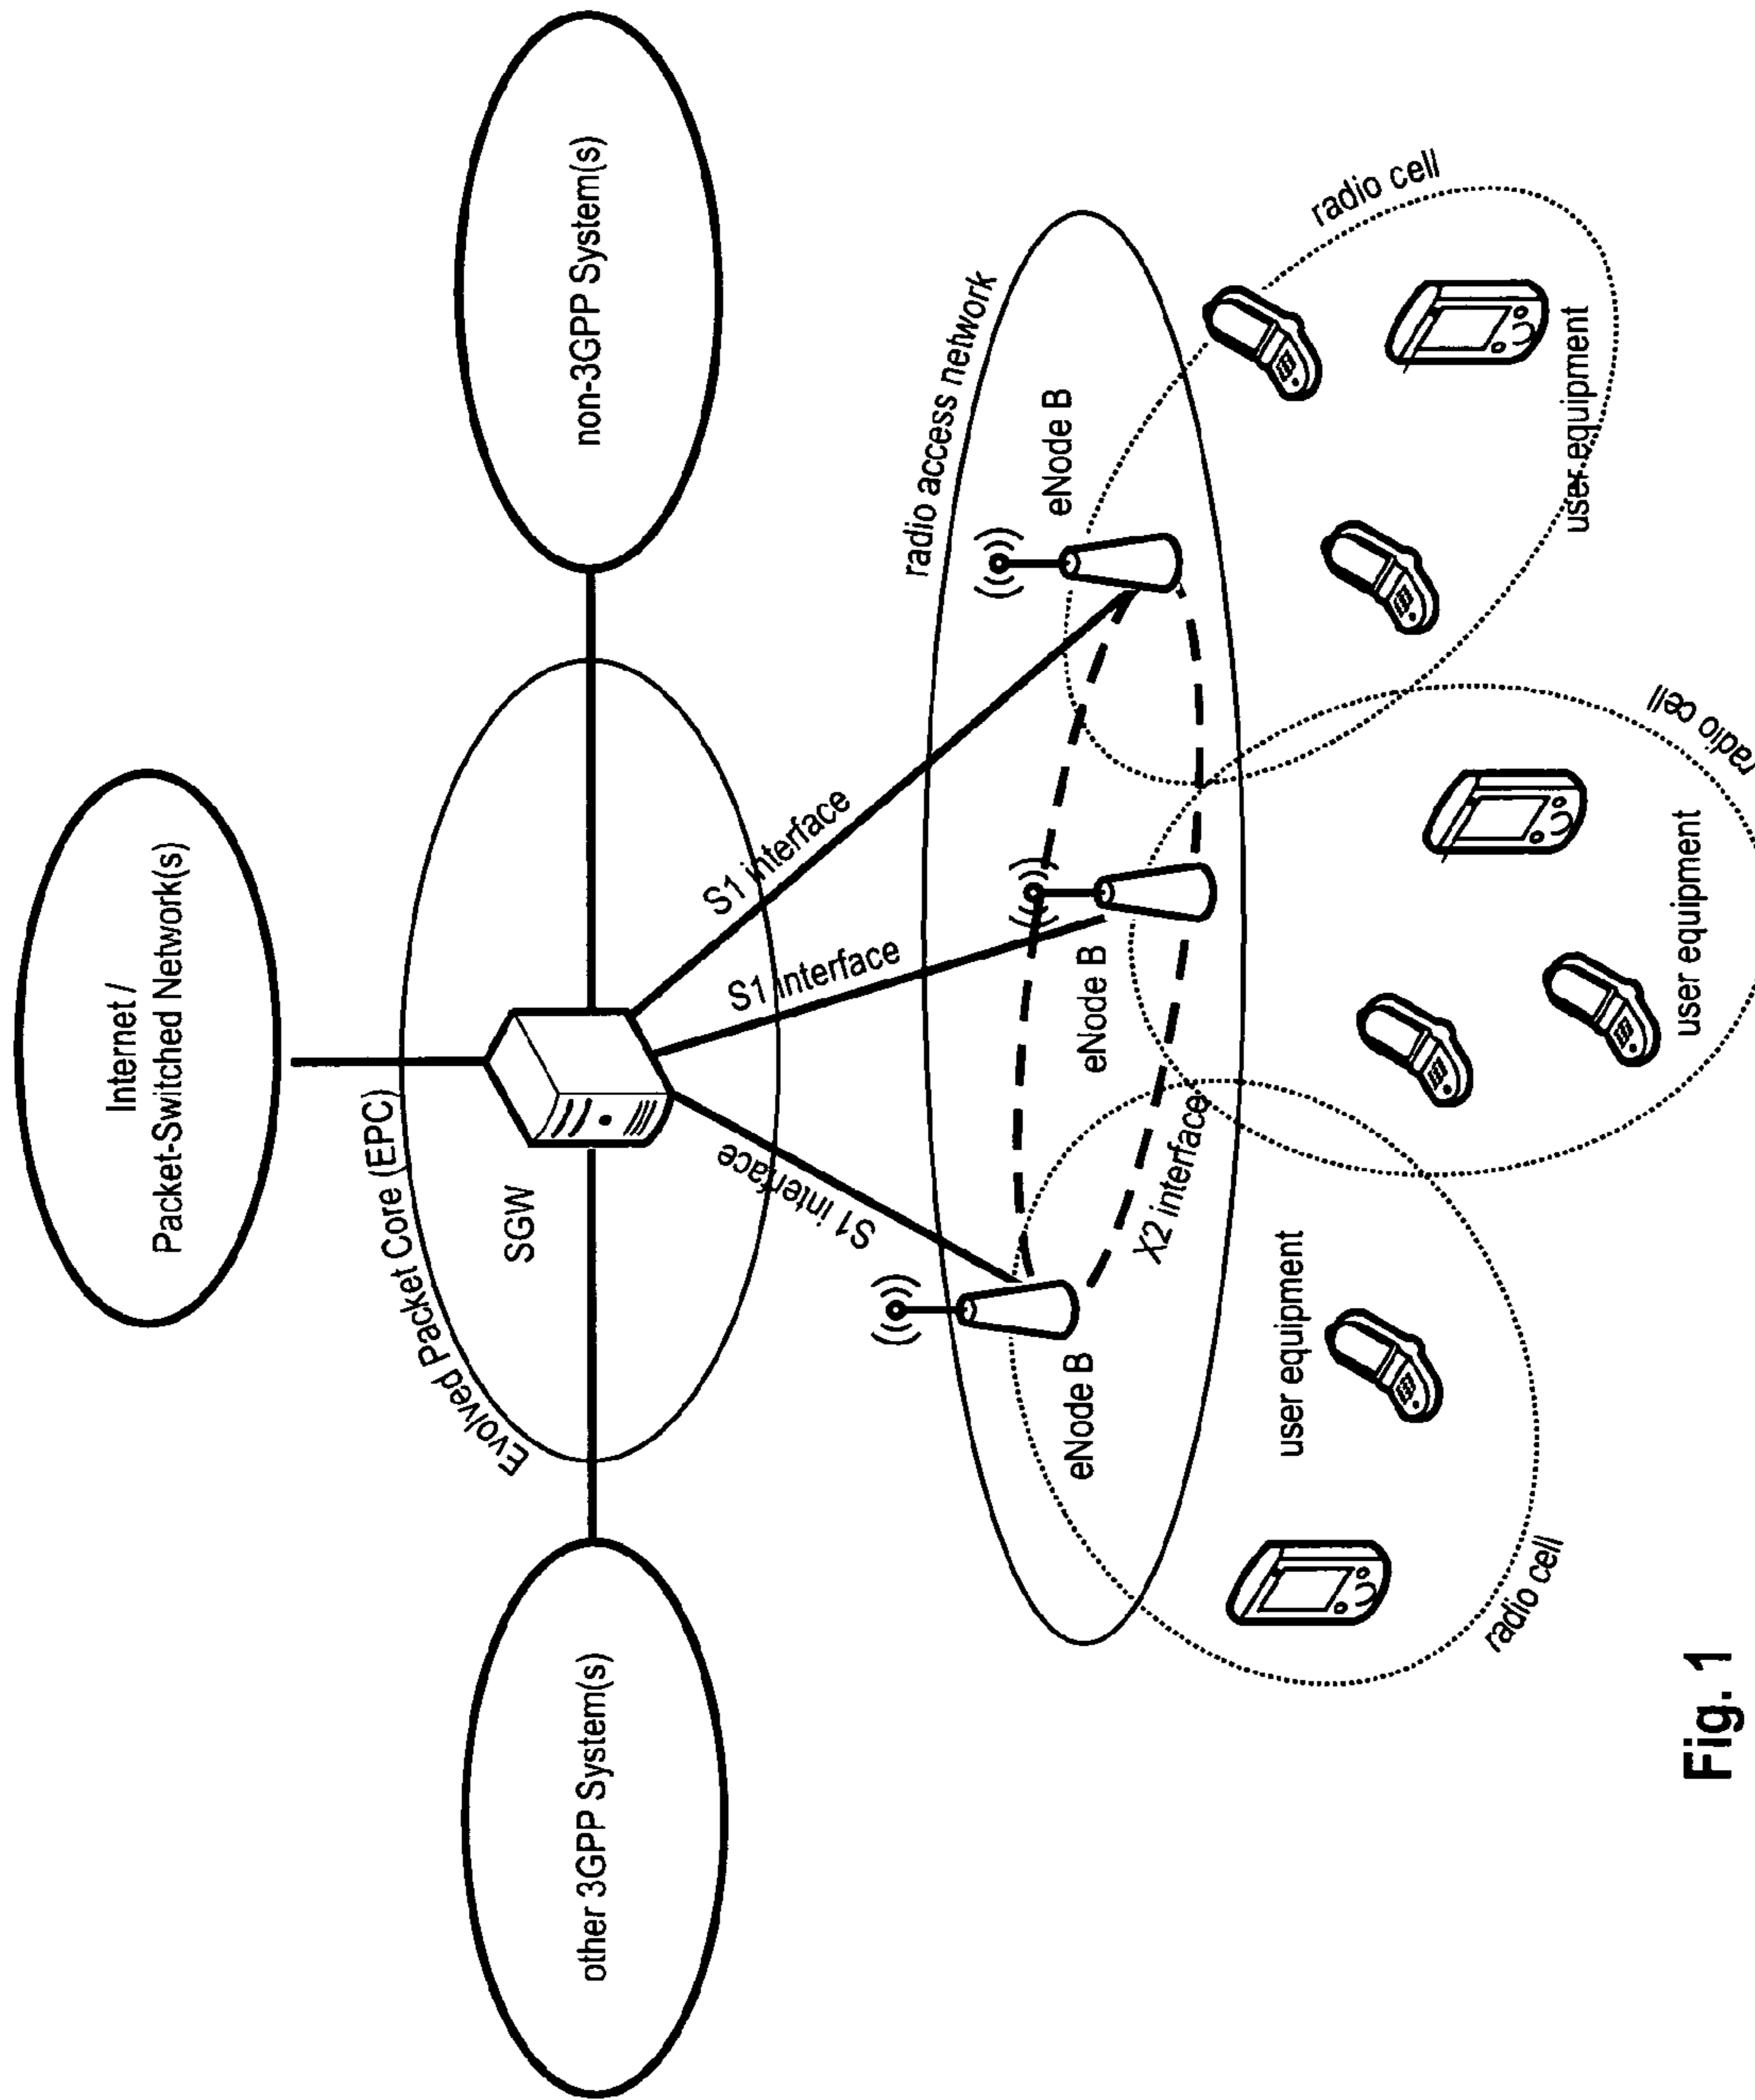 Internet /
Packet-Switched Network(s)
Evolved Packet Core (EPC)
other 3GPP System(s)
SGW
non-3GPP System(s)
S1 interface
S1 interface
S1 interface
radio access network
eNode B
eNode B
eNode B
X2 interface
radio cell
user equipment
user equipment
user equipment
radio cell
radio cell
Fig. 1